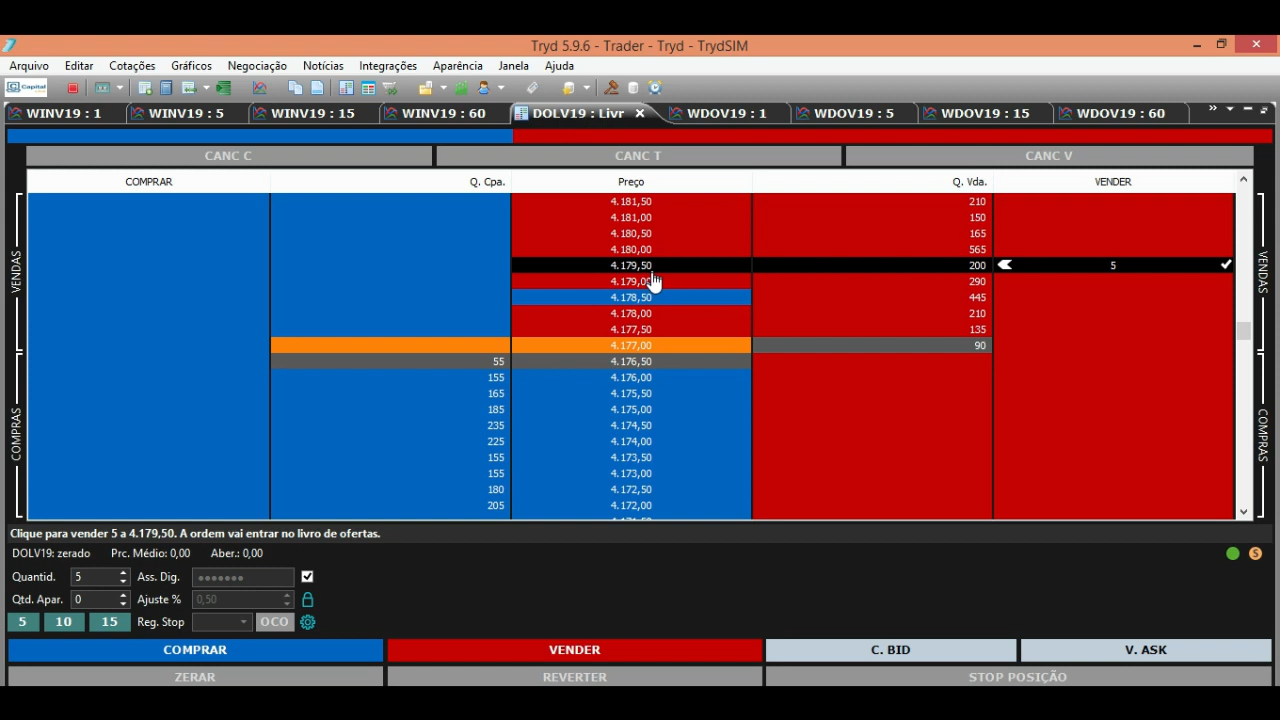 Tryd 5.9.6 - Trader - Tryd - TrydSIM
Arquivo Editar Cotações Gráficos Negociação Notícias Integrações Aparência Janela Ajuda
Capital
WINV19 : 1 WINV19 : 5 WINV19 : 15 WINV19 : 60 DOLV19 : Livr WDOV19 : 1 WDOV19 : 5 WDOV19 : 15 WDOV19 : 60
CANC C CANC T CANC V
COMPRAR Q. Cpa. Preço Q. Vda. VENDER
4.181,50 210
4.181,00 150
4.180,50 165
4.180,00 565
4.179,50 200 5
4.179,00 290
4.178,50 445
4.178,00 210
4.177,50 135
4.177,00 90
55 4.176,50
155 4.176,00
165 4.175,50
185 4.175,00
235 4.174,50
225 4.174,00
155 4.173,50
155 4.173,00
180 4.172,50
205 4.172,00
VENDAS VENDAS
COMPRAS COMPRAS
Clique para vender 5 a 4.179,50. A ordem vai entrar no livro de ofertas.
DOLV19: zerado Prc. Médio: 0,00 Aber.: 0,00 S
Quantid. 5 Ass. Dig. •••••••
Qtd. Apar. 0 Ajuste % 0,50
5 10 15 Reg. Stop OCO
COMPRAR VENDER C. BID V. ASK
ZERAR REVERTER STOP POSIÇÃO